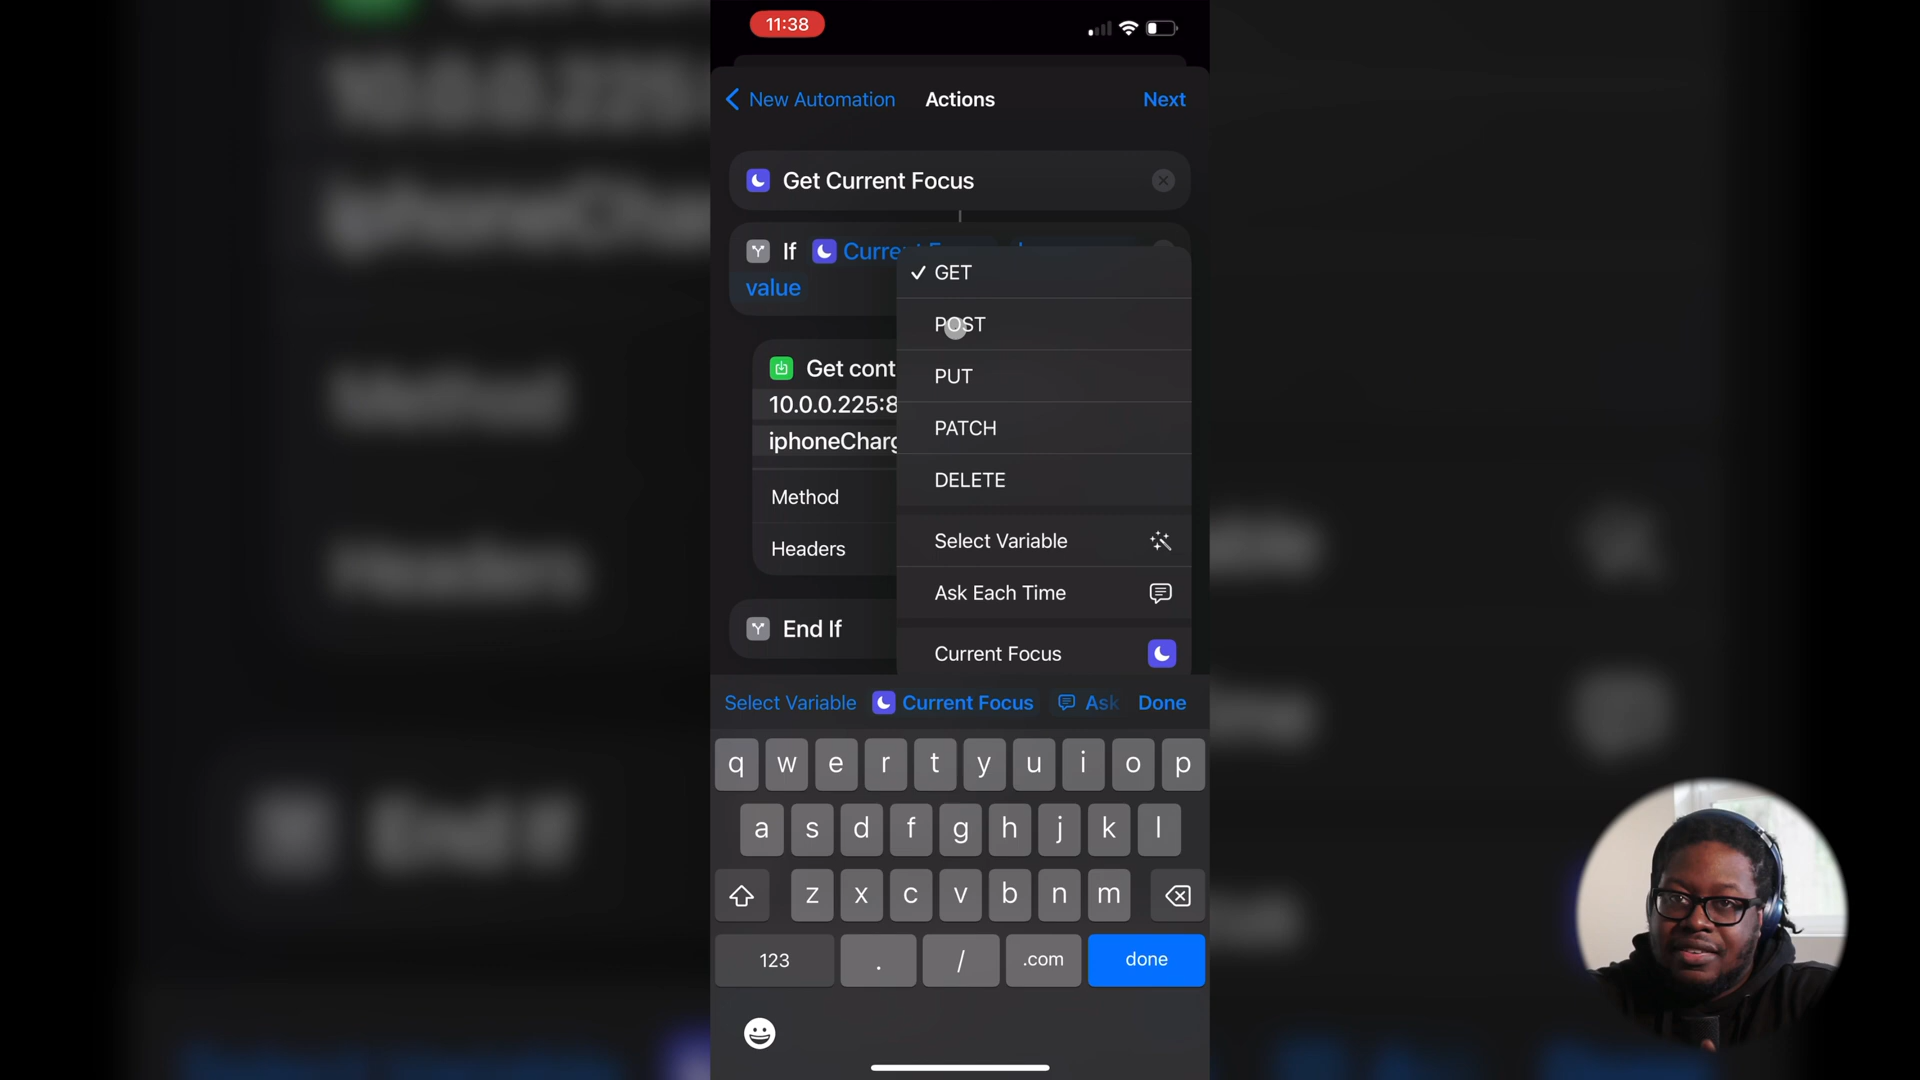 11:38
New Automation
Actions
Next
Get Current Focus
If
value
GET
POST
PUT
PATCH
DELETE
Select Variable
Ask Each Time
Current Focus
Get cont
10.0.0.225:8
iphoneCharg
Method
Headers
End If
Select Variable
Current Focus
Ask
Done
q w e r t y u i o p
a s d f g h j k l
z x c v b n m
123 . / .com done